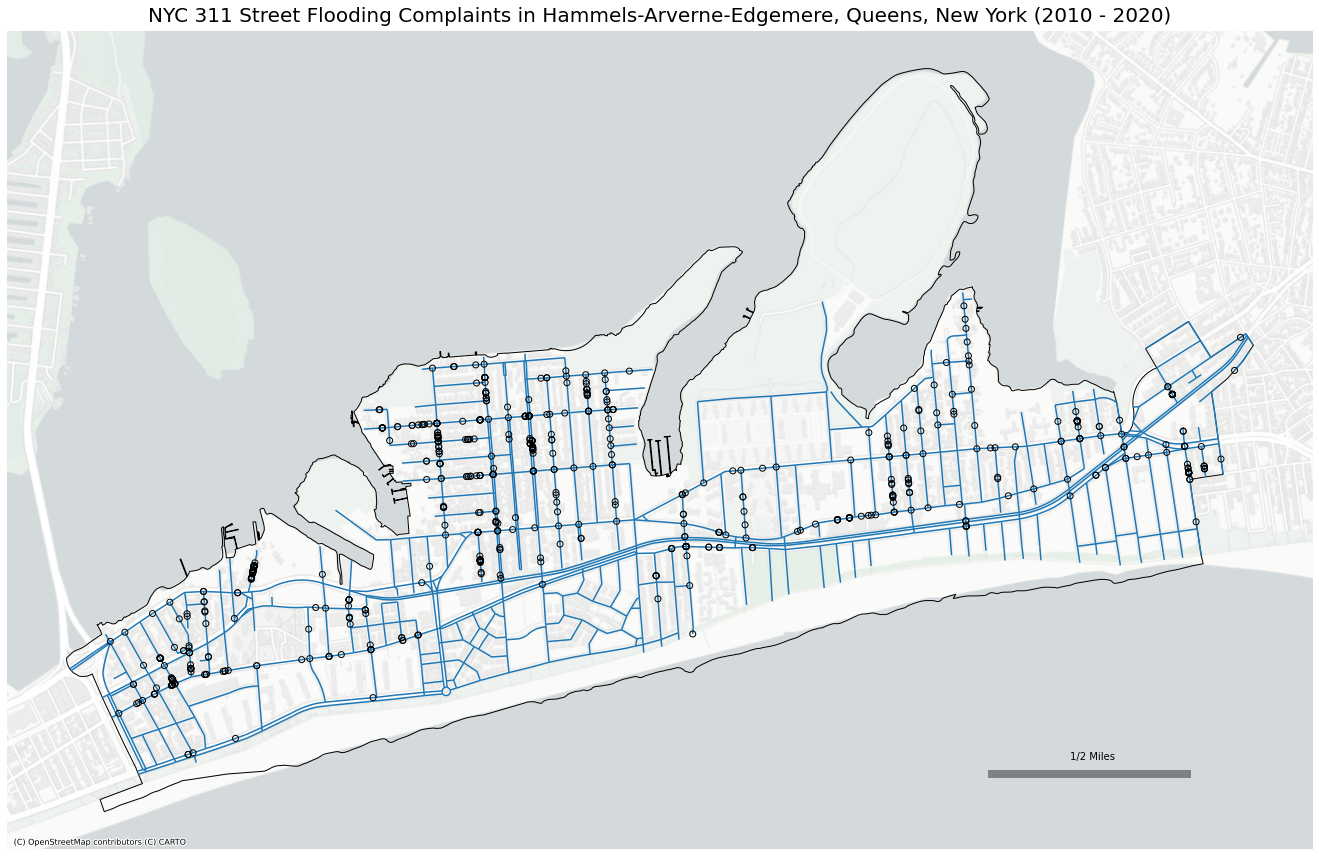 NYC 311 Street Flooding Complaints in Hammels-Arverne-Edgemere, Queens, New York (2010 - 2020)
1/2 Miles
(C) OpenStreetMap contributors (C) CARTO